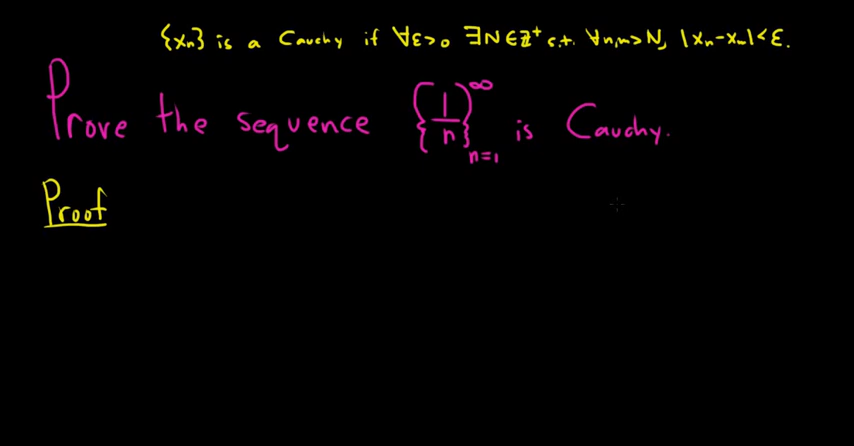 {xn} is a Cauchy if ∀ε>0 ∃N∈ℤ⁺ s.t. ∀n,m>N, |xn-xm|<ε.
Prove the sequence {1/n}_{n=1}^∞ is Cauchy.
Proof